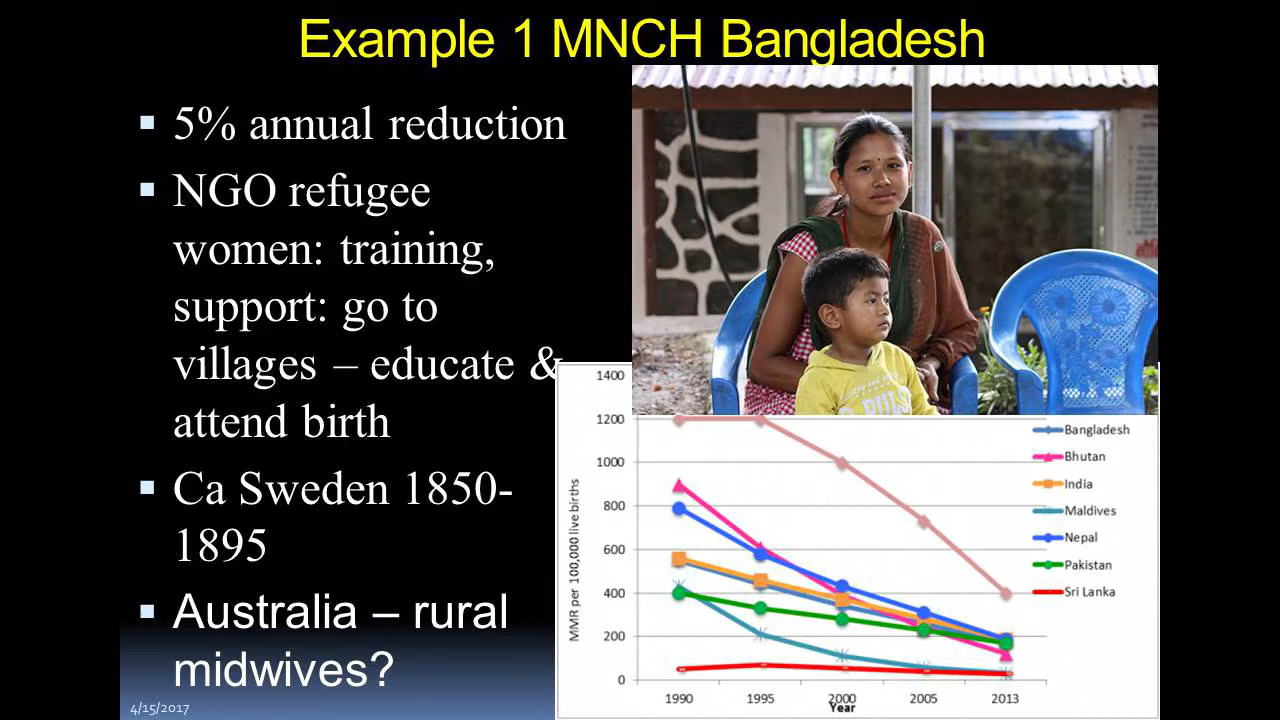 Example 1 MNCH Bangladesh
5% annual reduction
NGO refugee
women: training,
support: go to
villages – educate &
attend birth
Ca Sweden 1850-
1895
Australia – rural
midwives?
4/15/2017
1400
1200
1000
800
600
400
200
0
MMR per 100,000 live births
1990
1995
2000
2005
2013
Year
Bangladesh
Bhutan
India
Maldives
Nepal
Pakistan
Sri Lanka